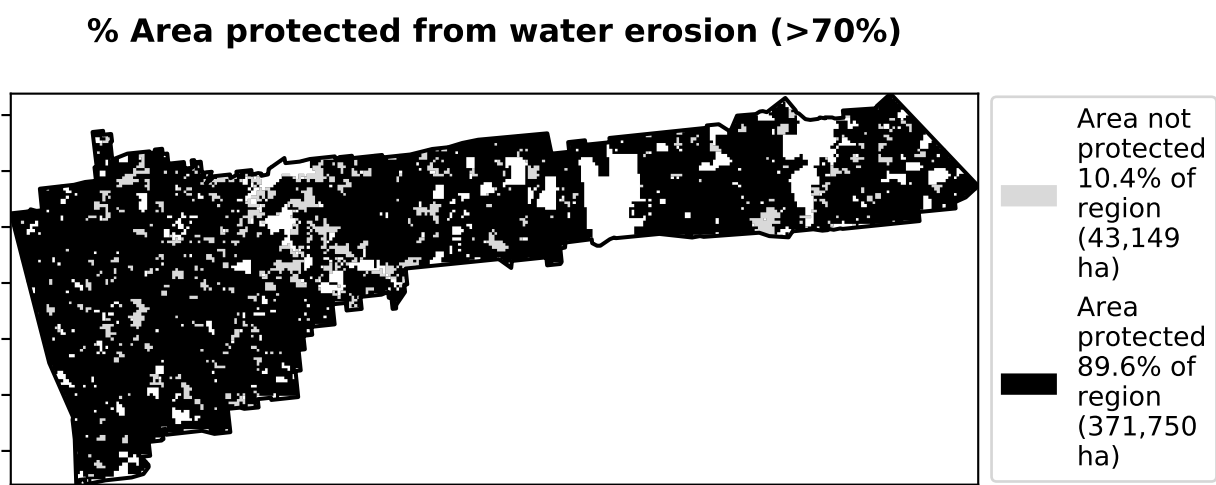 % Area protected from water erosion (>70%)
Area not
protected
10.4% of
region
(43,149
ha)
Area
protected
89.6% of
region
(371,750
ha)